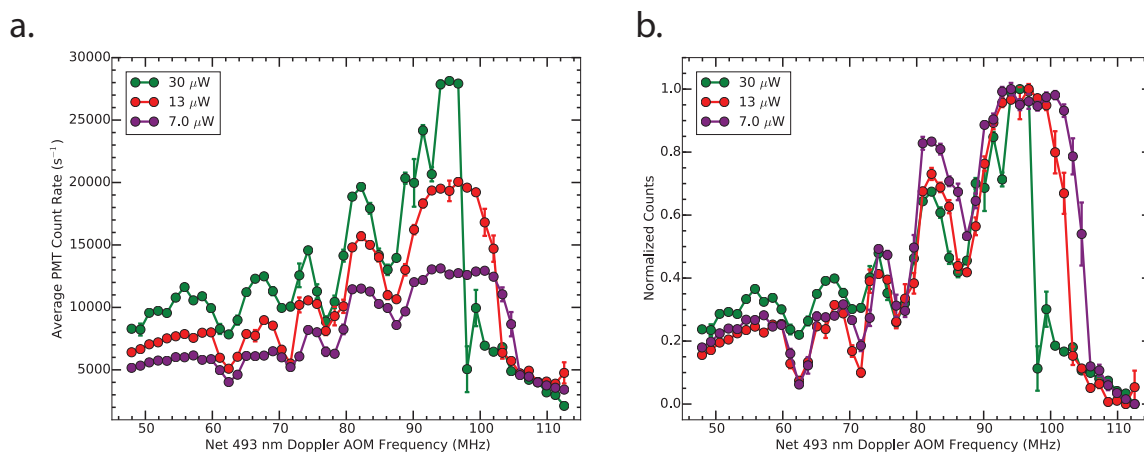 a.
30000
25000
20000
15000
10000
5000
50 60 70 80 90 100 110
Average PMT Count Rate (s⁻¹)
Net 493 nm Doppler AOM Frequency (MHz)
30 μW
13 μW
7.0 μW
b.
1.0
0.8
0.6
0.4
0.2
0.0
50 60 70 80 90 100 110
Normalized Counts
Net 493 nm Doppler AOM Frequency (MHz)
30 μW
13 μW
7.0 μW